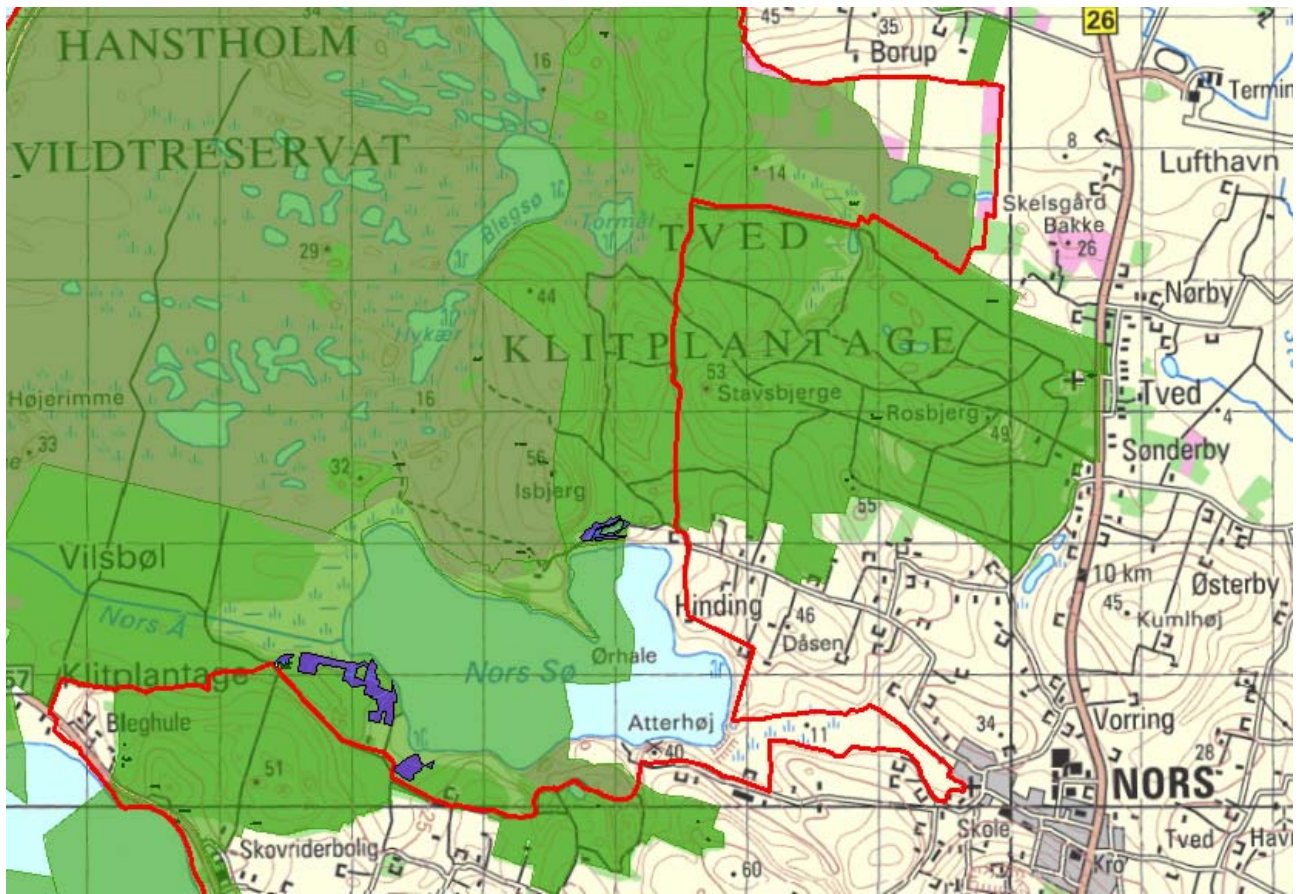 34
45
35
Borup
26
HANSTHOLM
16
Termin
VILDTRESERVAT
8
Lufthavn
14
Blegsø
Tormål
Skelsgård
Bakke
26
TVED
29
44
Nørby
Hykær
KLITPLANTAGE
53
Stavsbjerge
Højerimme
16
Rosbjerg
49
Tved
4
33
32
56
Isbjerg
55
Sønderby
Vilsbøl
10 km
Østerby
45
Kumlhøj
Nors Å
Hinding
46
Dåsen
Ørhale
Nors Sø
57
Klitplantage
Bleghule
Atterhøj
11
34
Vorring
40
28
51
NORS
25
Skovriderbolig
Skole
Tved
Havr
60
Kro